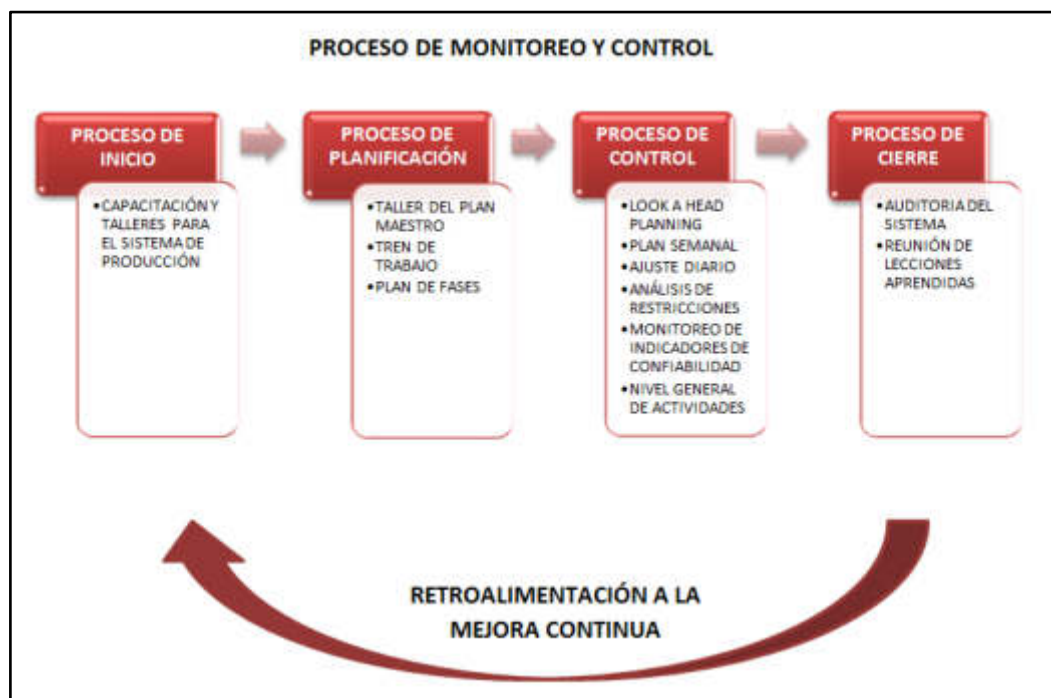 PROCESO DE MONITOREO Y CONTROL
PROCESO DE
INICIO
•CAPACITACIÓN Y
TALLERES PARA
EL SISTEMA DE
PRODUCCIÓN
PROCESO DE
PLANIFICACIÓN
•TALLER DEL PLAN
MAESTRO
•TREN DE
TRABAJO
•PLAN DE FASES
PROCESO DE
CONTROL
•LOOK A HEAD
PLANNING
•PLAN SEMANAL
•AJUSTE DIARIO
•ANÁLISIS DE
RESTRICCIONES
•MONITOREO DE
INDICADORES DE
CONFIABILIDAD
•NIVEL GENERAL
DE ACTIVIDADES
PROCESO DE
CIERRE
•AUDITORIA DEL
SISTEMA
•REUNIÓN DE
LECCIONES
APRENDIDAS
RETROALIMENTACIÓN A LA
MEJORA CONTINUA